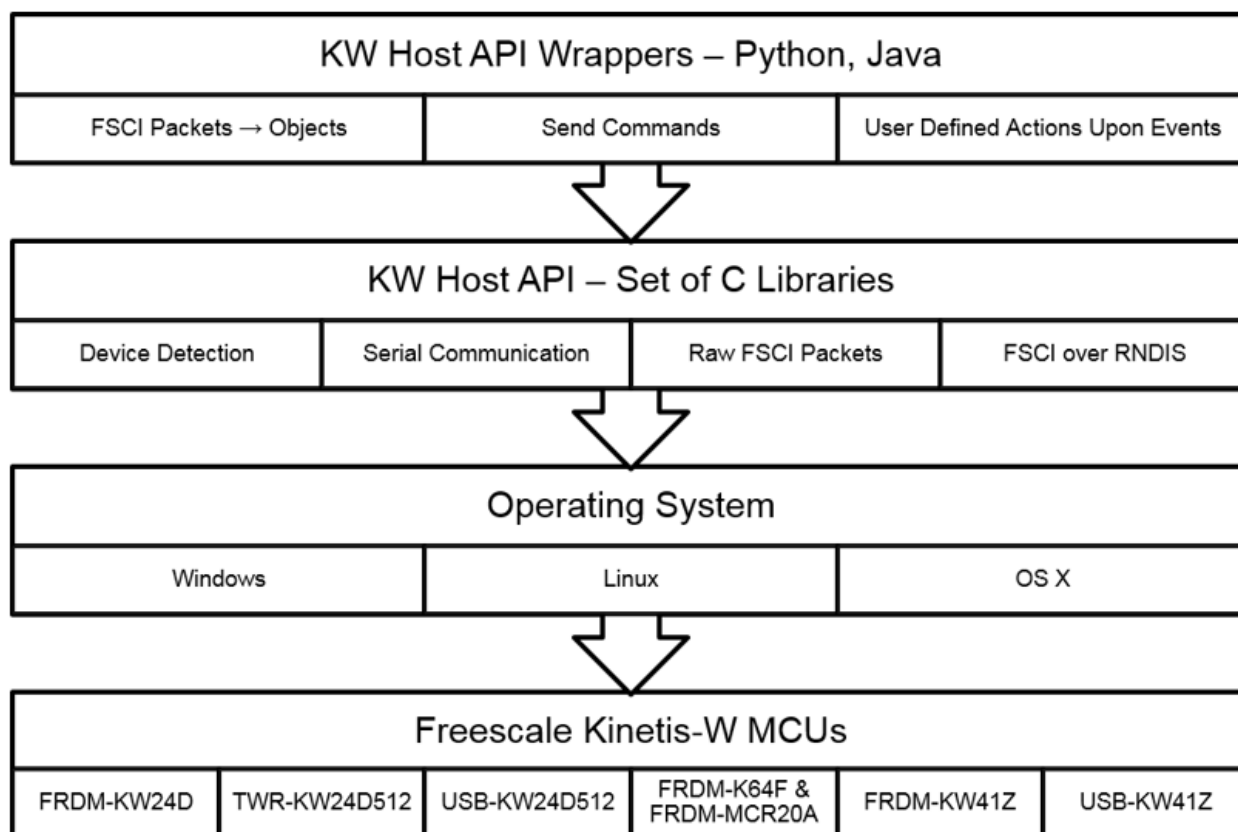 KW Host API Wrappers – Python, Java
FSCI Packets → Objects
Send Commands
User Defined Actions Upon Events
KW Host API – Set of C Libraries
Device Detection
Serial Communication
Raw FSCI Packets
FSCI over RNDIS
Operating System
Windows
Linux
OS X
Freescale Kinetis-W MCUs
FRDM-KW24D
TWR-KW24D512
USB-KW24D512
FRDM-K64F &
FRDM-MCR20A
FRDM-KW41Z
USB-KW41Z